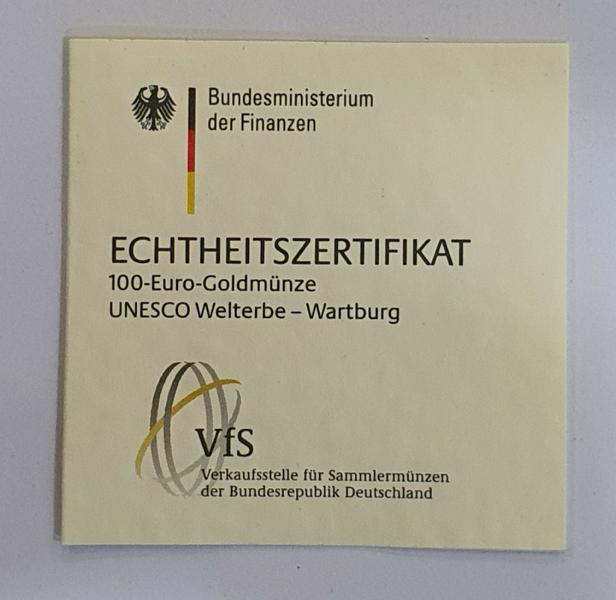 Bundesministerium
der Finanzen
ECHTHEITSZERTIFIKAT
100-Euro-Goldmünze
UNESCO Welterbe – Wartburg
VfS
Verkaufsstelle für Sammlermünzen
der Bundesrepublik Deutschland